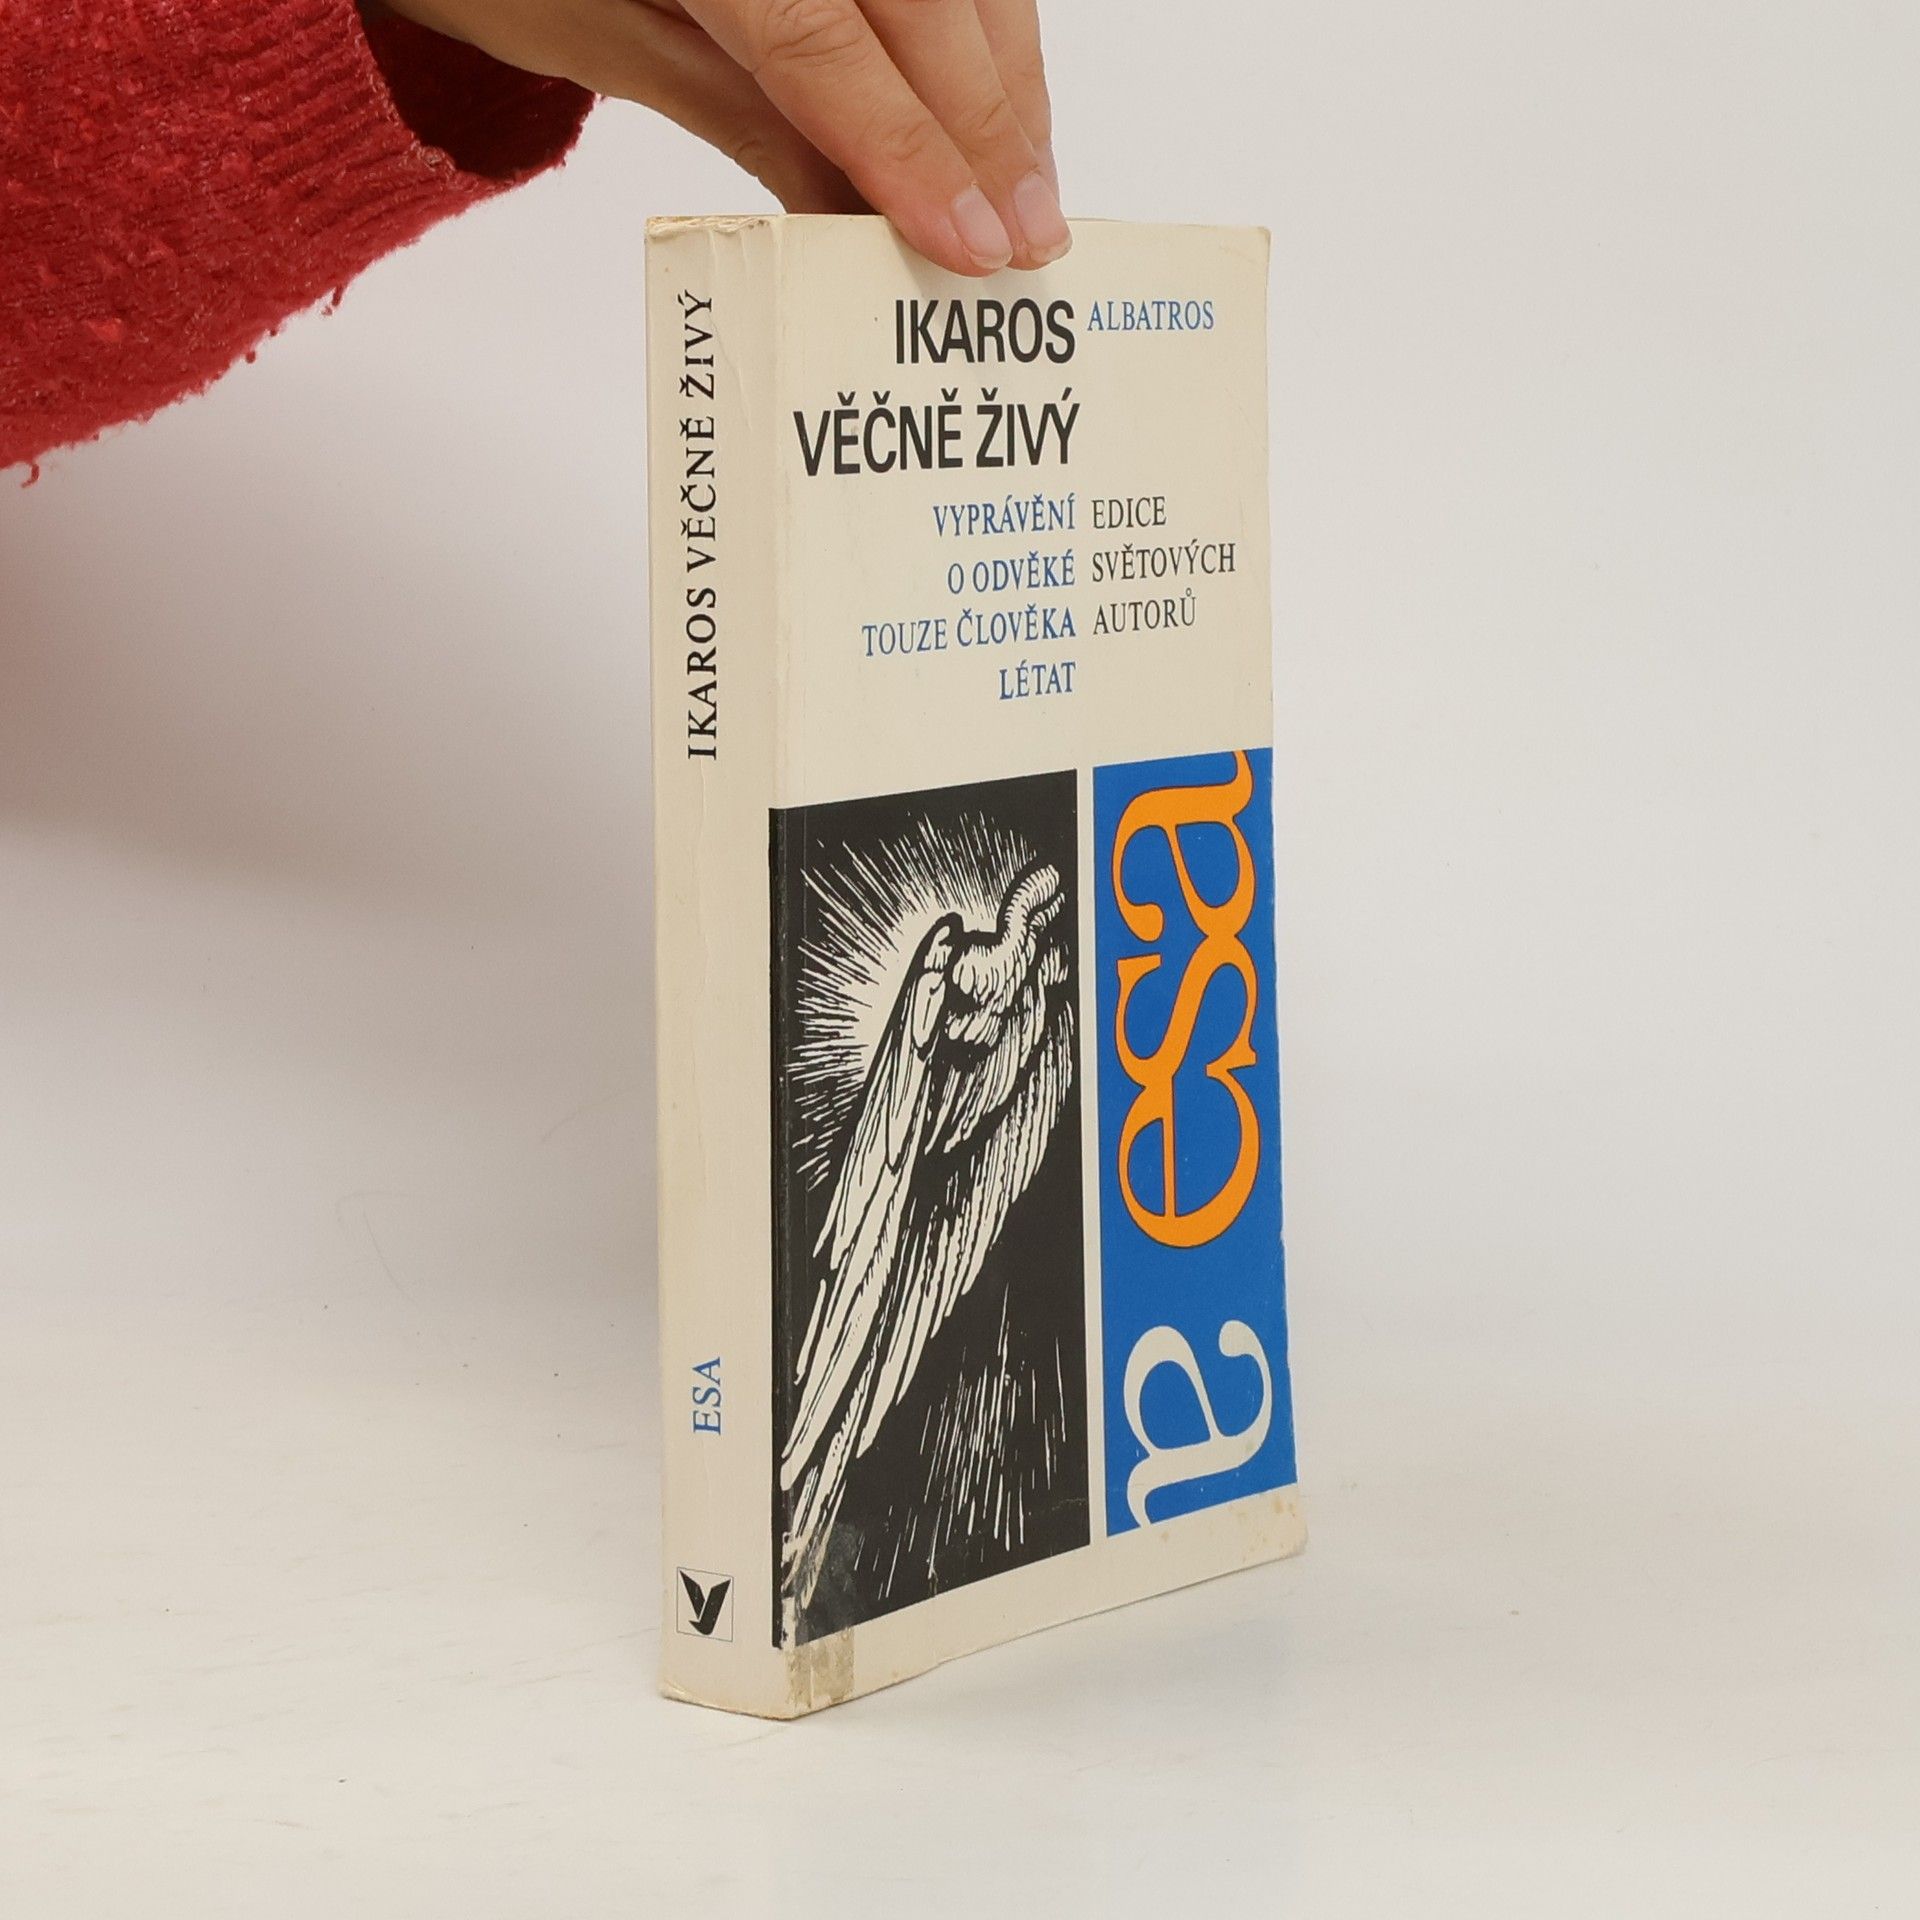 IKAROS VĚČNĚ ŽIVÝ
ESA
IKAROS
VĚČNĚ ŽIVÝ
ALBATROS
VYPRÁVĚNÍ
O ODVĚKÉ
TOUZE ČLOVĚKA
LÉTAT
EDICE
SVĚTOVÝCH
AUTORŮ
esa
a